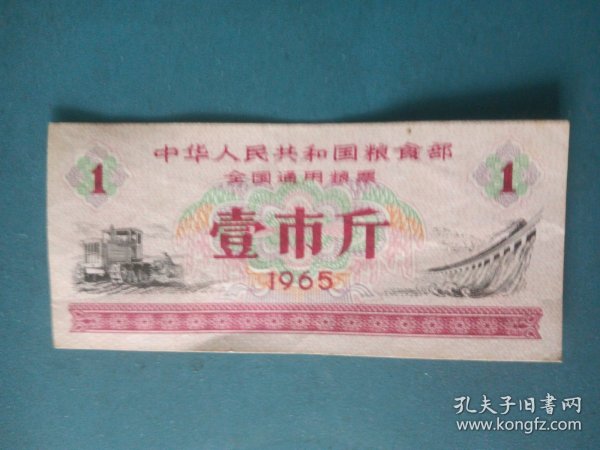 中华人民共和国粮食部
全国通用粮票
1
1
壹市斤
1965
孔夫子旧书网
www.kongfz.com